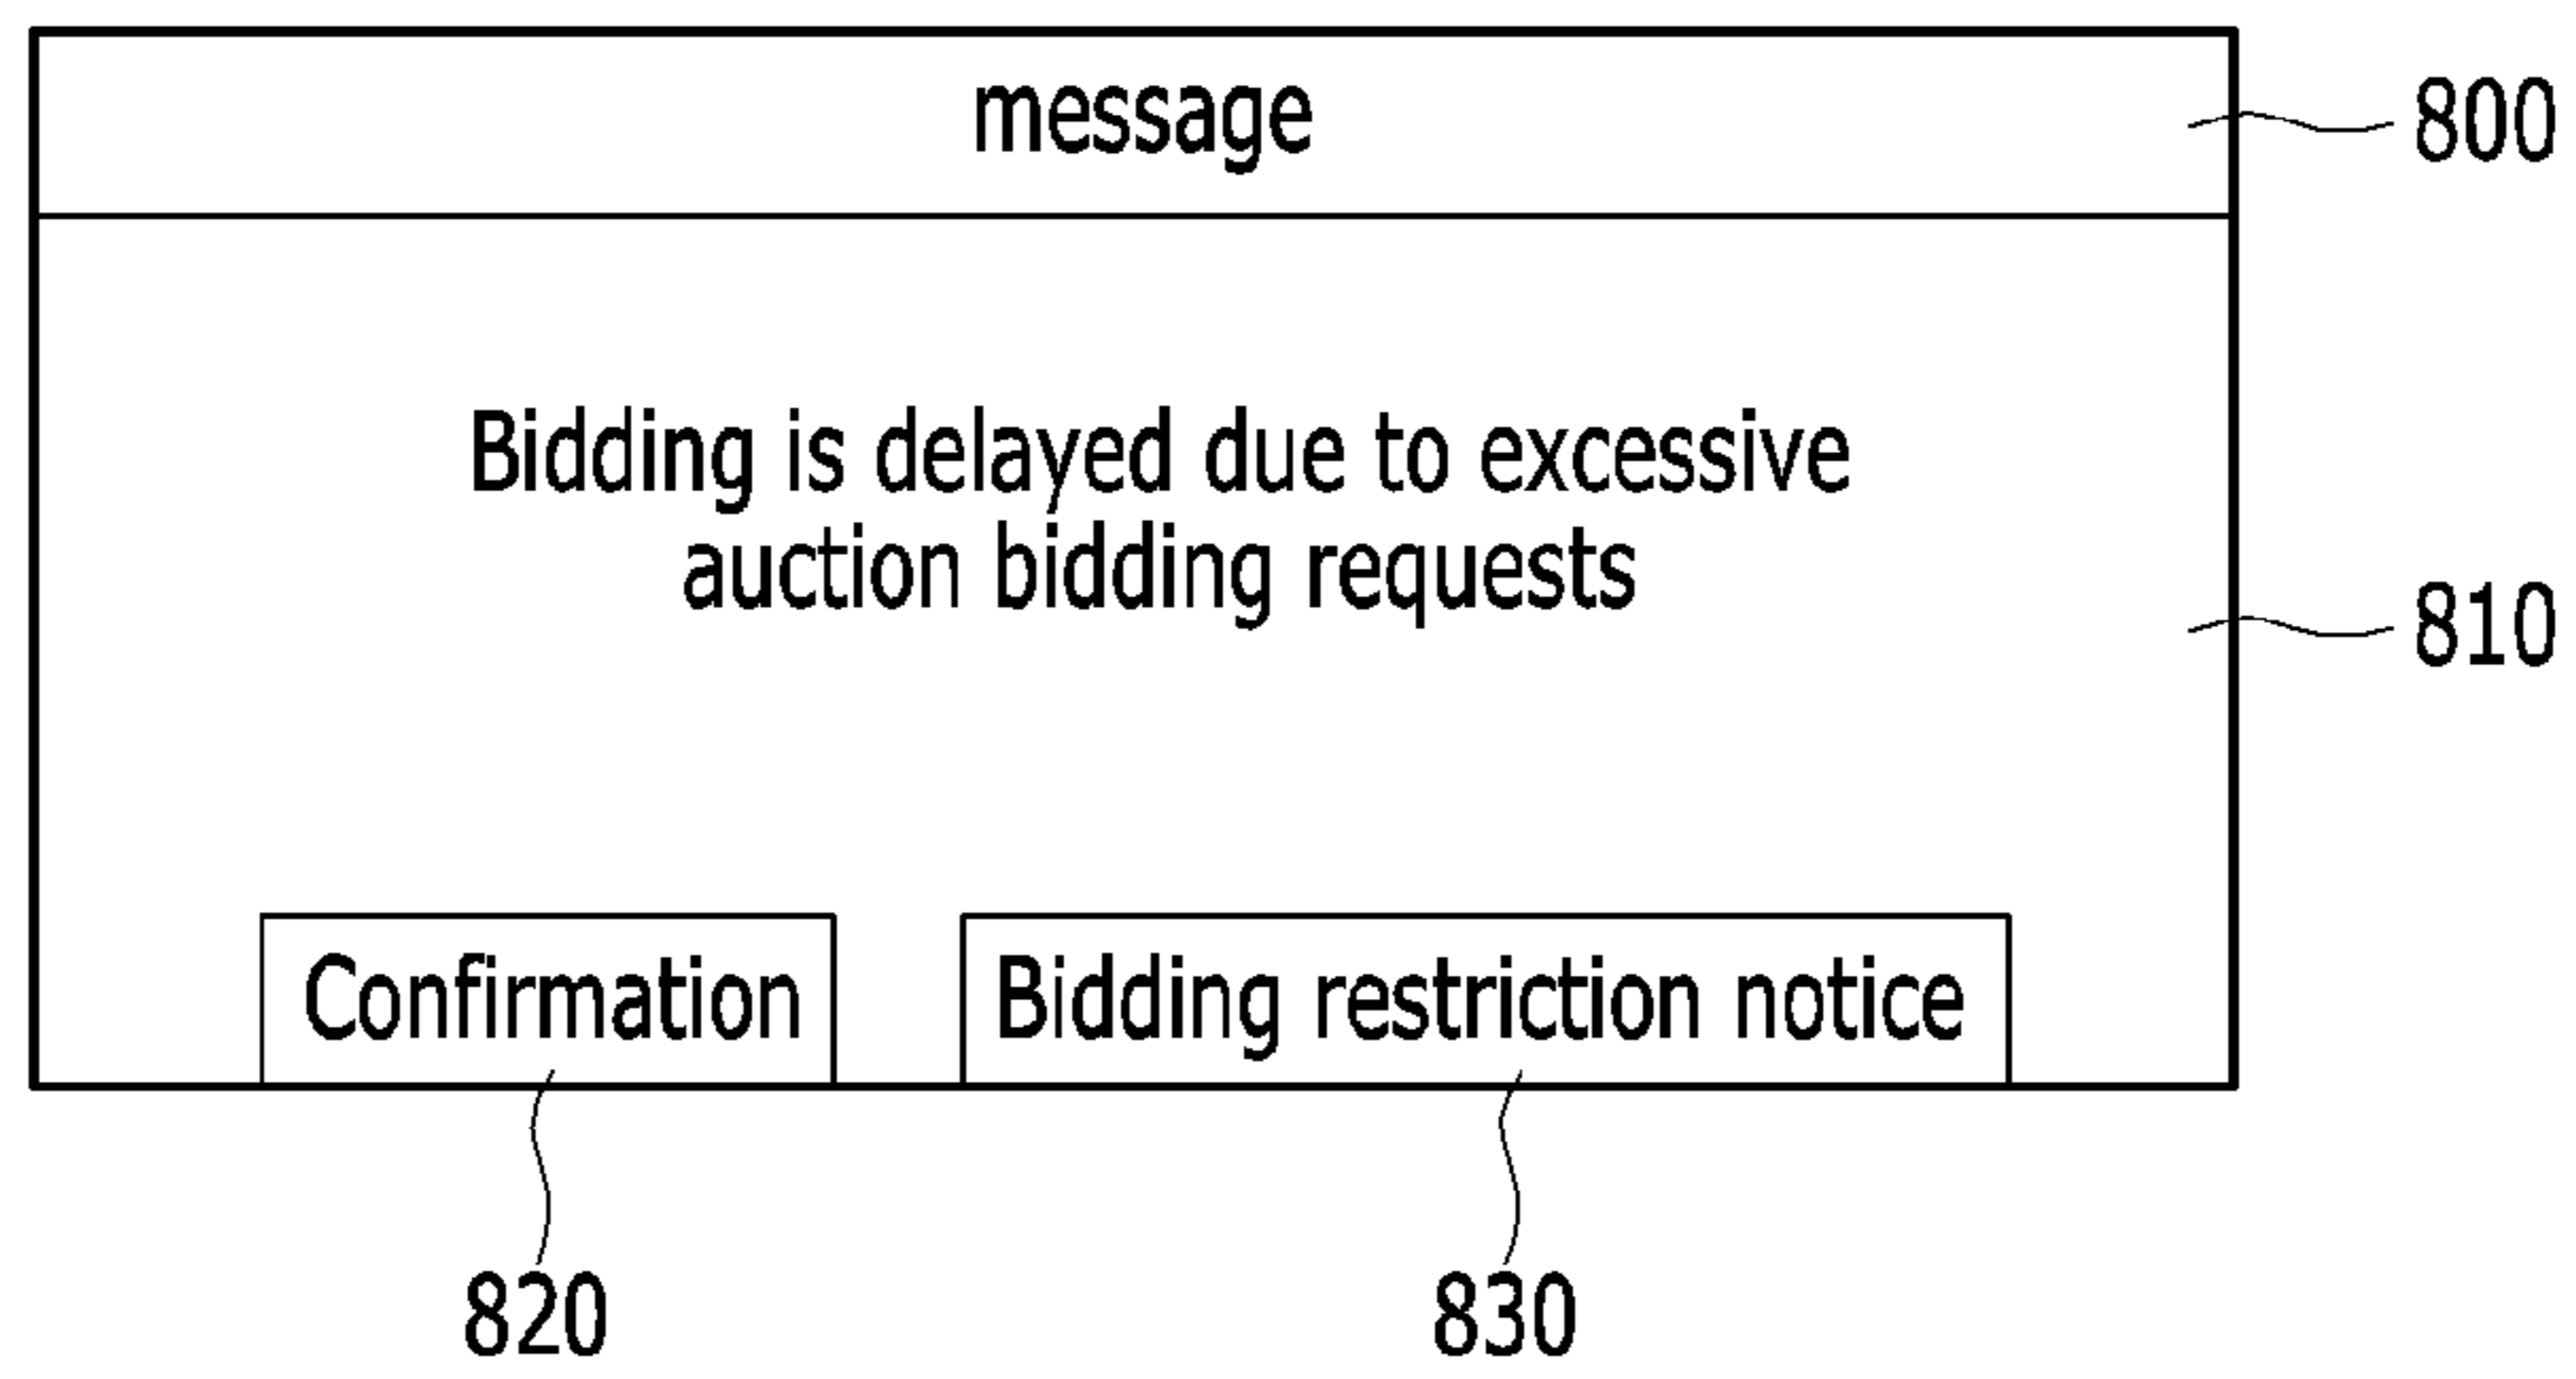 message
800
Bidding is delayed due to excessive
auction bidding requests
810
Confirmation
Bidding restriction notice
820
830